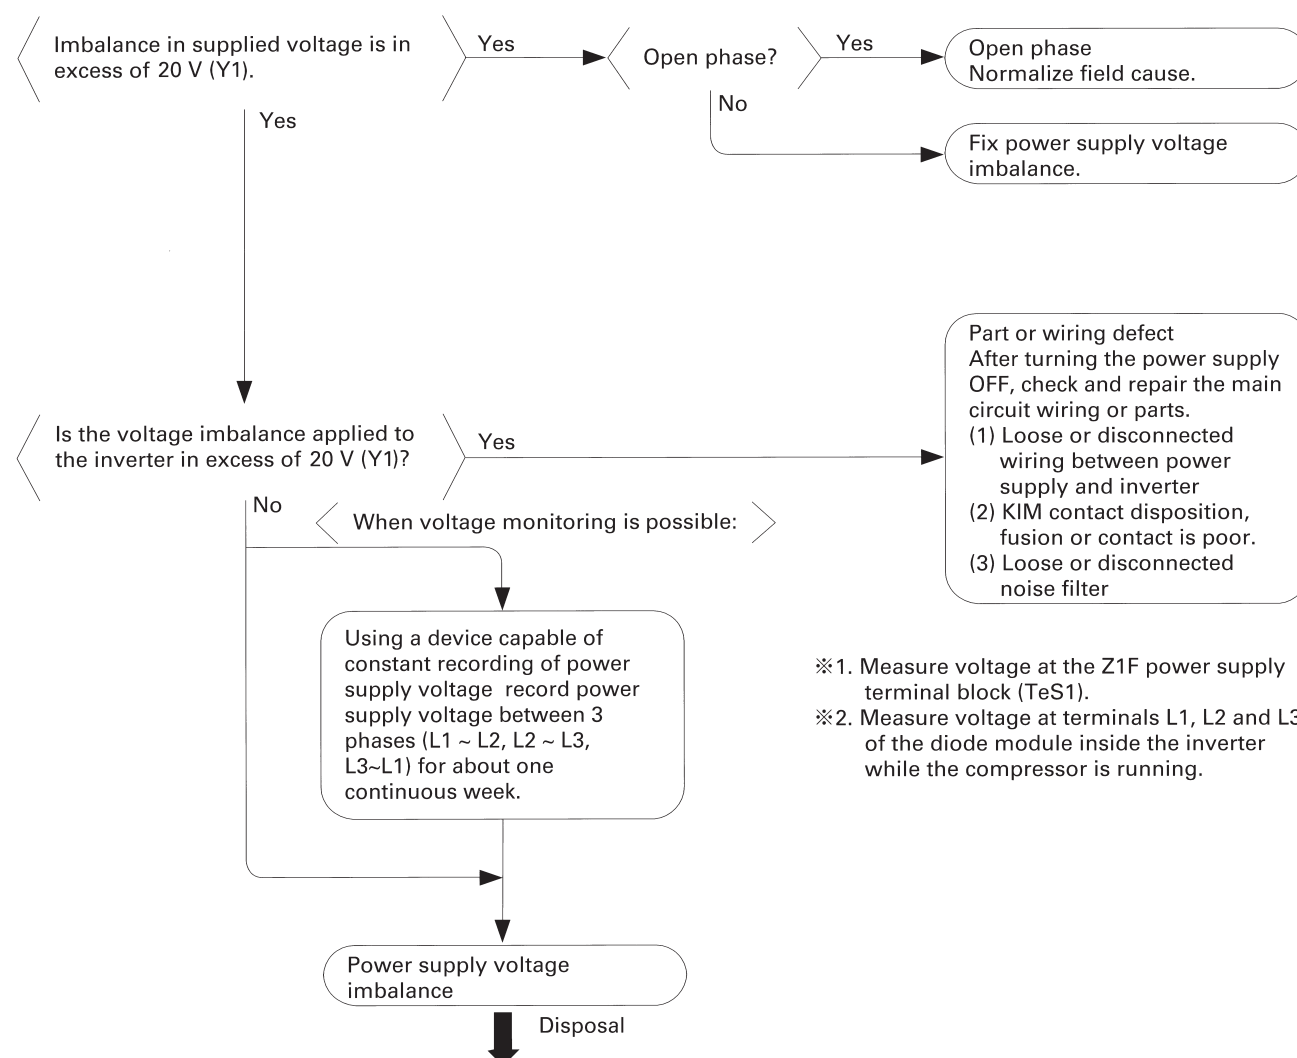 Imbalance in supplied voltage is in
excess of 20 V (Y1).
Yes
Open phase?
Yes
Open phase
Normalize field cause.
No
Yes
Fix power supply voltage
imbalance.
Is the voltage imbalance applied to
the inverter in excess of 20 V (Y1)?
Yes
Part or wiring defect
After turning the power supply
OFF, check and repair the main
circuit wiring or parts.
(1) Loose or disconnected
wiring between power
supply and inverter
(2) KIM contact disposition,
fusion or contact is poor.
(3) Loose or disconnected
noise filter
No
When voltage monitoring is possible:
Using a device capable of
constant recording of power
supply voltage record power
supply voltage between 3
phases (L1 ~ L2, L2 ~ L3,
L3~L1) for about one
continuous week.
※1. Measure voltage at the Z1F power supply
terminal block (TeS1).
※2. Measure voltage at terminals L1, L2 and L3
of the diode module inside the inverter
while the compressor is running.
Power supply voltage
imbalance
Disposal